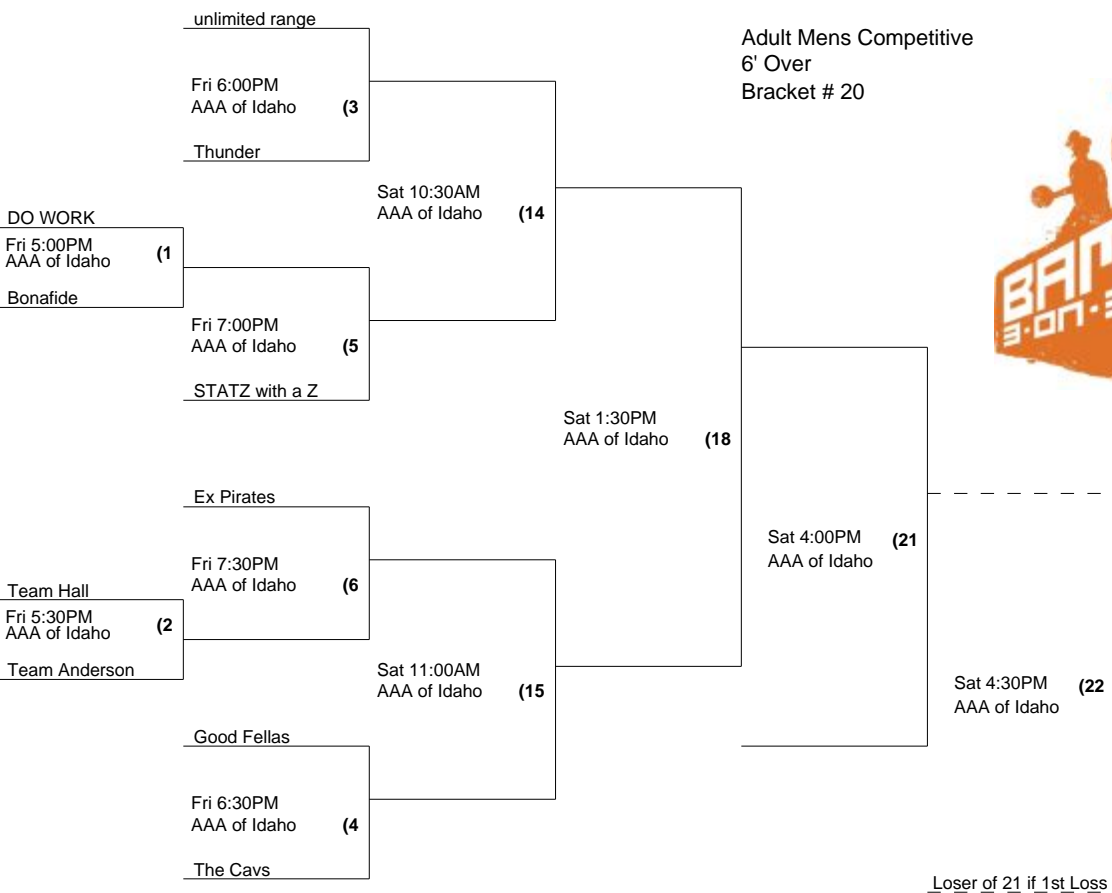 unlimited range
Adult Mens Competitive
6' Over
Bracket # 20
Fri 6:00PM
AAA of Idaho (3
Thunder
Sat 10:30AM
AAA of Idaho (14
DO WORK
Fri 5:00PM
AAA of Idaho (1
Bonafide
Fri 7:00PM
AAA of Idaho (5
STATZ with a Z
Sat 1:30PM
AAA of Idaho (18
Ex Pirates
Sat 4:00PM
AAA of Idaho (21
Fri 7:30PM
AAA of Idaho (6
Team Hall
Fri 5:30PM
AAA of Idaho (2
Team Anderson
Sat 11:00AM
AAA of Idaho (15
Sat 4:30PM
AAA of Idaho (22
Good Fellas
Fri 6:30PM
AAA of Idaho (4
The Cavs
Loser of 21 if 1st Loss